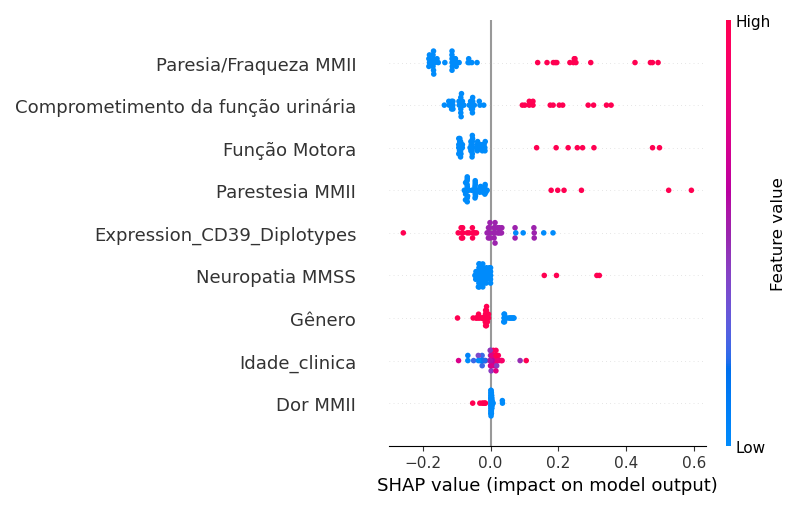 High
Paresia/Fraqueza MMII
Comprometimento da função urinária
Função Motora
Parestesia MMII
Expression_CD39_Diplotypes
Neuropatia MMSS
Gênero
Idade_clinica
Dor MMII
Feature value
Low
−0.2 0.0 0.2 0.4 0.6
SHAP value (impact on model output)